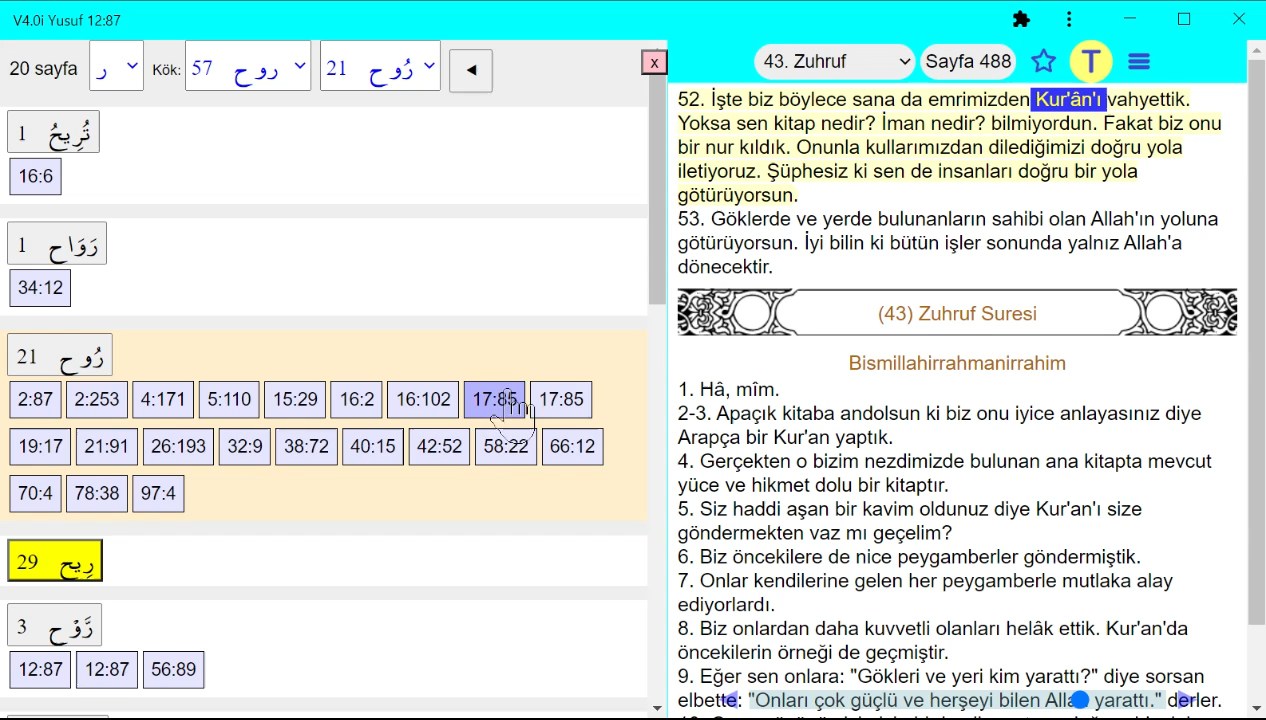 V4.0i Yusuf 12:87
20 sayfa ر Kök: 57 روح 21 رُوح ◄ x
1 تُرِيحُ
16:6
1 رَوَاح
34:12
21 رُوح
2:87 2:253 4:171 5:110 15:29 16:2 16:102 17:85 17:85
19:17 21:91 26:193 32:9 38:72 40:15 42:52 58:22 66:12
70:4 78:38 97:4
29 رِيح
3 رَّوْح
12:87 12:87 56:89
43. Zuhruf Sayfa 488 T
52. İşte biz böylece sana da emrimizden Kur'ân'ı vahyettik.
Yoksa sen kitap nedir? İman nedir? bilmiyordun. Fakat biz onu
bir nur kıldık. Onunla kullarımızdan dilediğimizi doğru yola
iletiyoruz. Şüphesiz ki sen de insanları doğru bir yola
götürüyorsun.
53. Göklerde ve yerde bulunanların sahibi olan Allah'ın yoluna
götürüyorsun. İyi bilin ki bütün işler sonunda yalnız Allah'a
dönecektir.
(43) Zuhruf Suresi
Bismillahirrahmanirrahim
1. Hâ, mîm.
2-3. Apaçık kitaba andolsun ki biz onu iyice anlayasınız diye
Arapça bir Kur'an yaptık.
4. Gerçekten o bizim nezdimizde bulunan ana kitapta mevcut
yüce ve hikmet dolu bir kitaptır.
5. Siz haddi aşan bir kavim oldunuz diye Kur'an'ı size
göndermekten vaz mı geçelim?
6. Biz öncekilere de nice peygamberler göndermiştik.
7. Onlar kendilerine gelen her peygamberle mutlaka alay
ediyorlardı.
8. Biz onlardan daha kuvvetli olanları helâk ettik. Kur'an'da
öncekilerin örneği de geçmiştir.
9. Eğer sen onlara: "Gökleri ve yeri kim yarattı?" diye sorsan
elbette: "Onları çok güçlü ve herşeyi bilen Allah yarattı." derler.